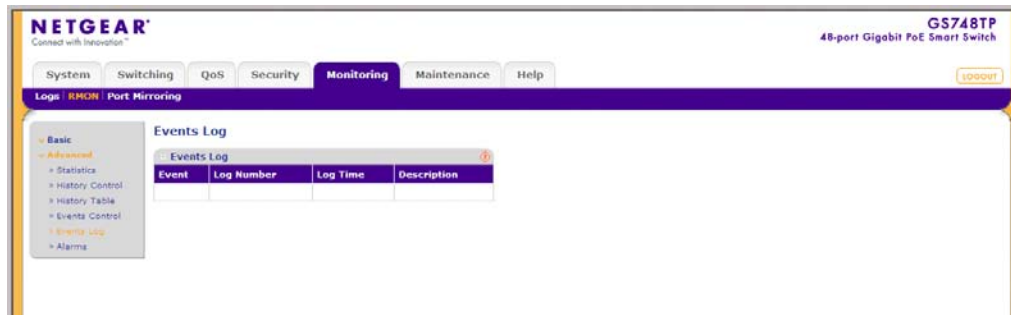 NETGEAR®
Connect with Innovation™
GS748TP
48-port Gigabit PoE Smart Switch
System Switching QoS Security Monitoring Maintenance Help
LOGOUT
Logs RMON Port Mirroring
Basic
Advanced
» Statistics
» History Control
» History Table
» Events Control
» Events Log
» Alarms
Events Log
Events Log
Event Log Number Log Time Description